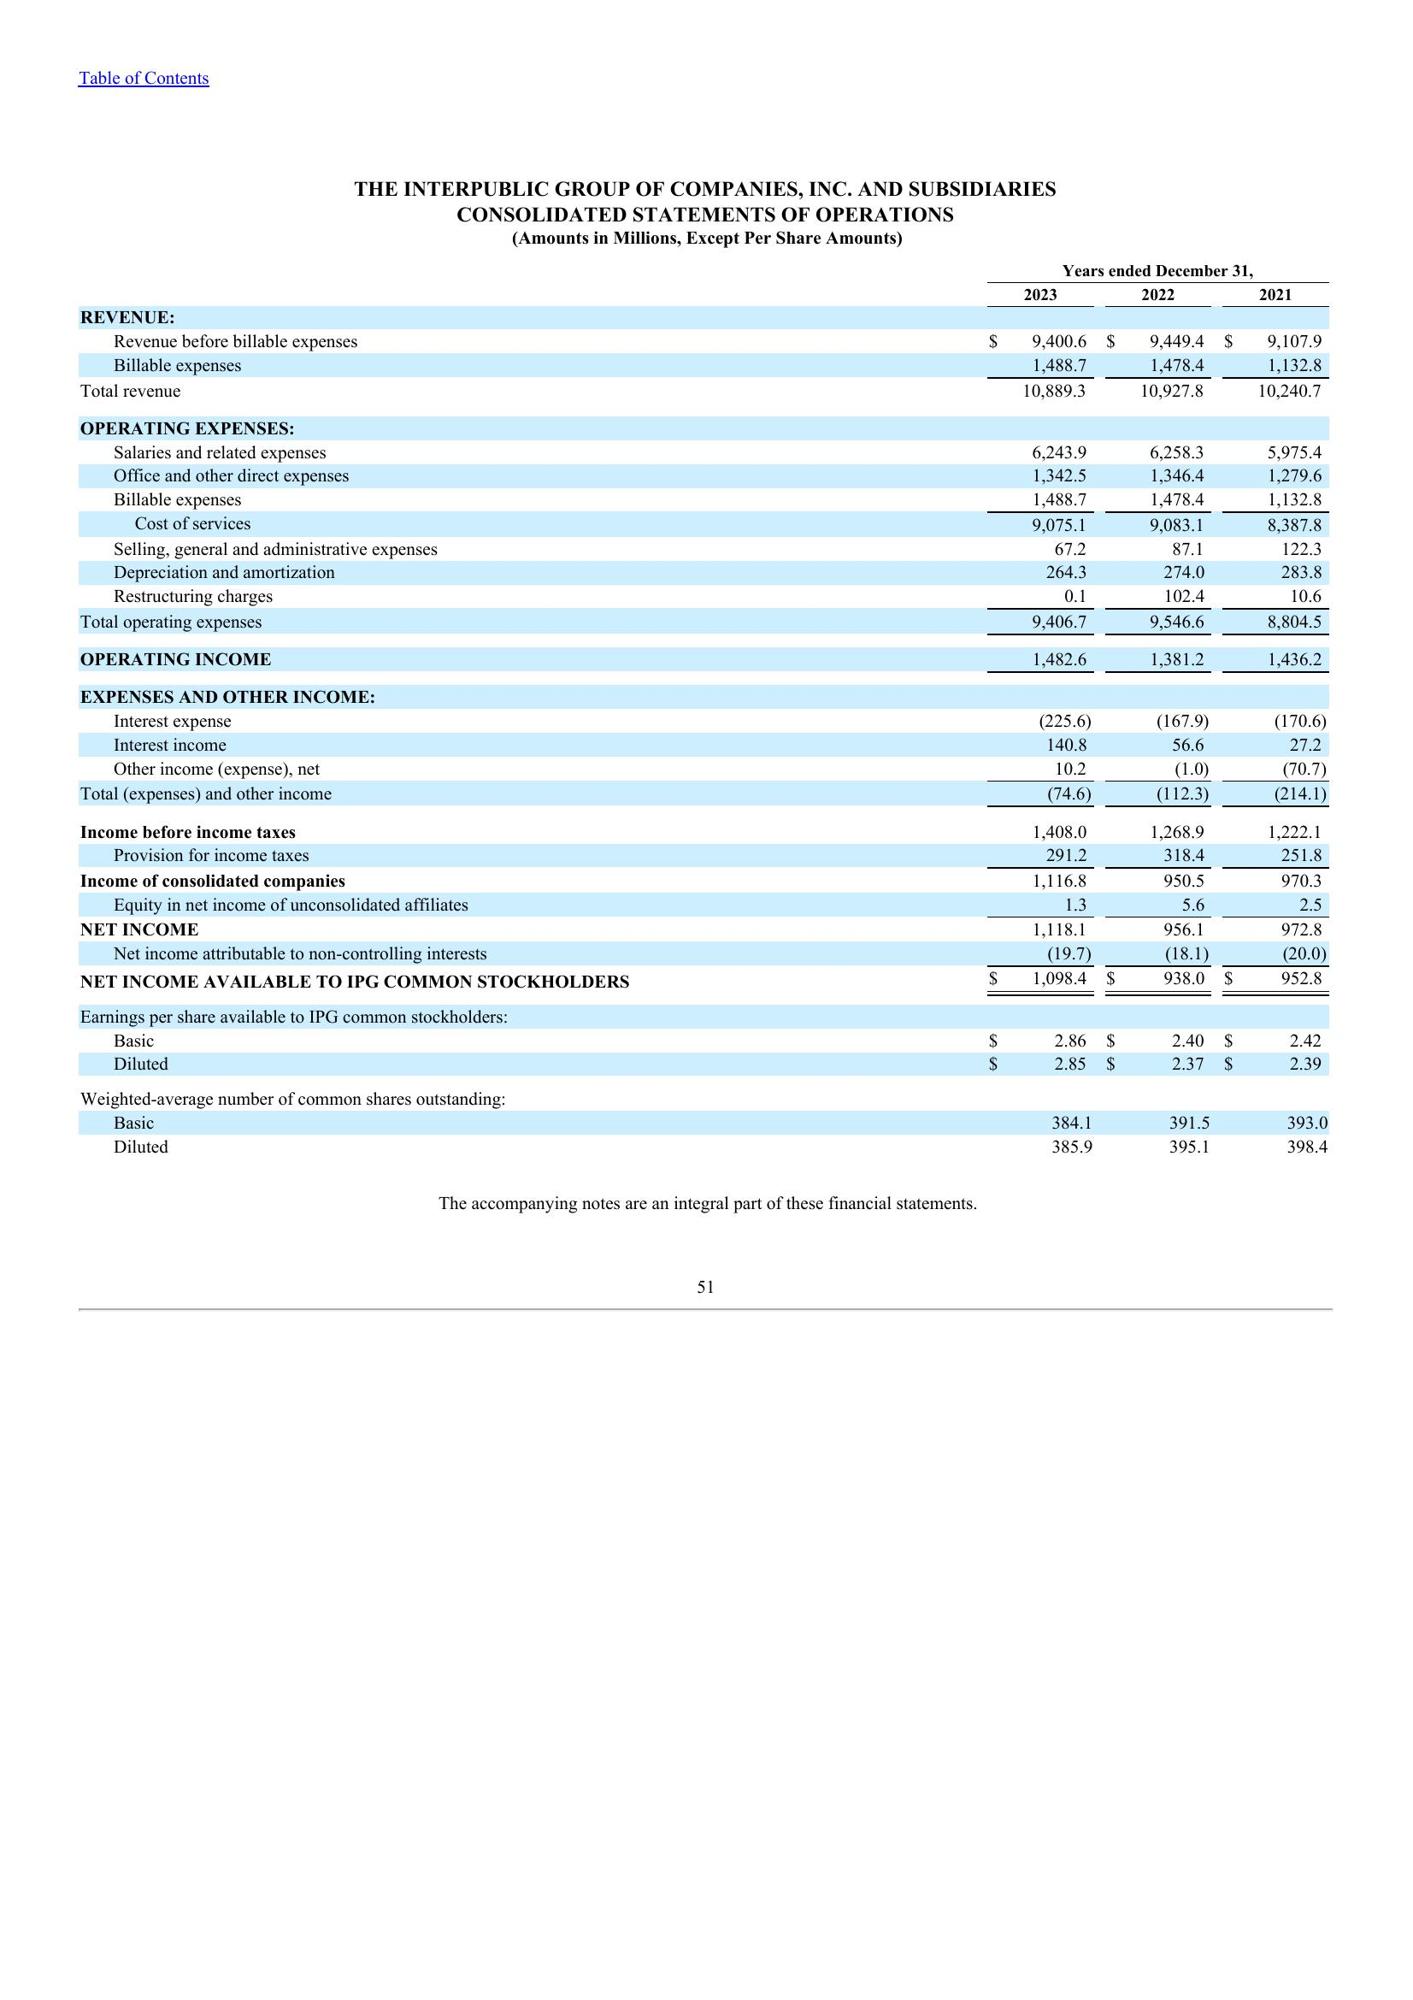 Table of Contents
THE INTERPUBLIC GROUP OF COMPANIES, INC. AND SUBSIDIARIES
CONSOLIDATED STATEMENTS OF OPERATIONS
(Amounts in Millions, Except Per Share Amounts)
Years ended December 31,
2023 2022 2021
REVENUE:
Revenue before billable expenses $ 9,400.6 $ 9,449.4 $ 9,107.9
Billable expenses 1,488.7 1,478.4 1,132.8
Total revenue 10,889.3 10,927.8 10,240.7
OPERATING EXPENSES:
Salaries and related expenses 6,243.9 6,258.3 5,975.4
Office and other direct expenses 1,342.5 1,346.4 1,279.6
Billable expenses 1,488.7 1,478.4 1,132.8
Cost of services 9,075.1 9,083.1 8,387.8
Selling, general and administrative expenses 67.2 87.1 122.3
Depreciation and amortization 264.3 274.0 283.8
Restructuring charges 0.1 102.4 10.6
Total operating expenses 9,406.7 9,546.6 8,804.5
OPERATING INCOME 1,482.6 1,381.2 1,436.2
EXPENSES AND OTHER INCOME:
Interest expense (225.6) (167.9) (170.6)
Interest income 140.8 56.6 27.2
Other income (expense), net 10.2 (1.0) (70.7)
Total (expenses) and other income (74.6) (112.3) (214.1)
Income before income taxes 1,408.0 1,268.9 1,222.1
Provision for income taxes 291.2 318.4 251.8
Income of consolidated companies 1,116.8 950.5 970.3
Equity in net income of unconsolidated affiliates 1.3 5.6 2.5
NET INCOME 1,118.1 956.1 972.8
Net income attributable to non-controlling interests (19.7) (18.1) (20.0)
NET INCOME AVAILABLE TO IPG COMMON STOCKHOLDERS $ 1,098.4 $ 938.0 $ 952.8
Earnings per share available to IPG common stockholders:
Basic $ 2.86 $ 2.40 $ 2.42
Diluted $ 2.85 $ 2.37 $ 2.39
Weighted-average number of common shares outstanding:
Basic 384.1 391.5 393.0
Diluted 385.9 395.1 398.4
The accompanying notes are an integral part of these financial statements.
51